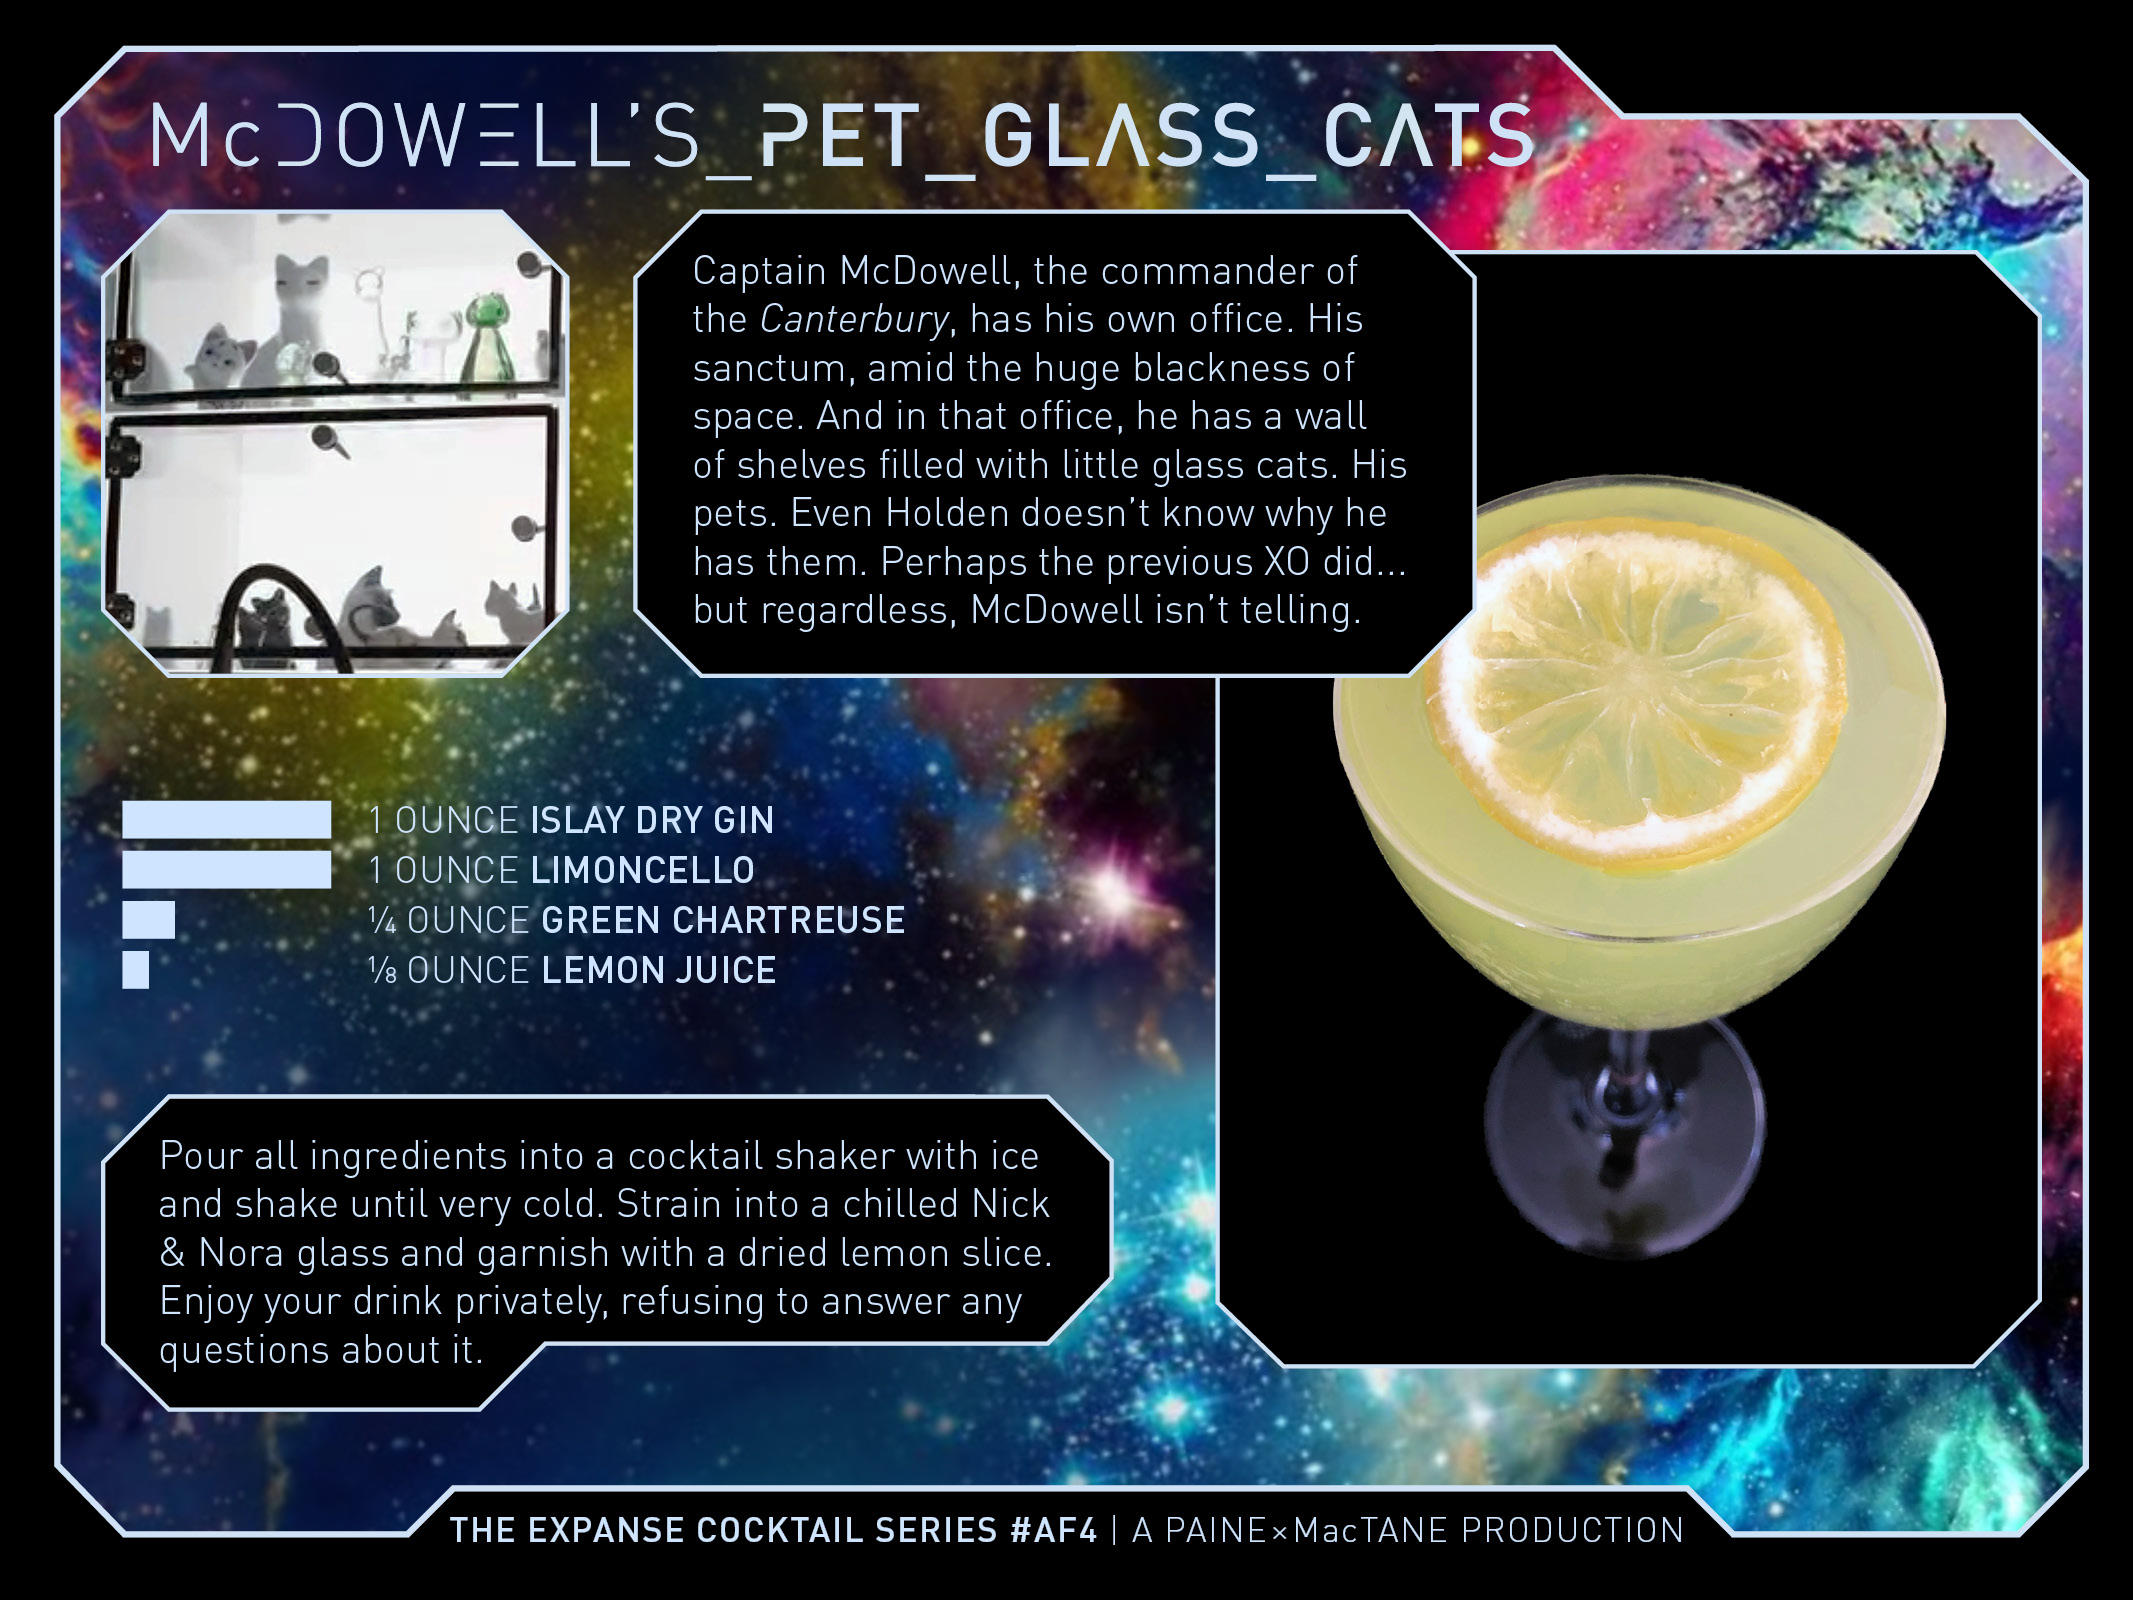 McDOWELL’S_PET_GLASS_CATS
Captain McDowell, the commander of
the Canterbury, has his own office. His
sanctum, amid the huge blackness of
space. And in that office, he has a wall
of shelves filled with little glass cats. His
pets. Even Holden doesn’t know why he
has them. Perhaps the previous XO did...
but regardless, McDowell isn’t telling.
1 OUNCE ISLAY DRY GIN
1 OUNCE LIMONCELLO
¼ OUNCE GREEN CHARTREUSE
⅛ OUNCE LEMON JUICE
Pour all ingredients into a cocktail shaker with ice
and shake until very cold. Strain into a chilled Nick
& Nora glass and garnish with a dried lemon slice.
Enjoy your drink privately, refusing to answer any
questions about it.
THE EXPANSE COCKTAIL SERIES #AF4 | A PAINE×MacTANE PRODUCTION